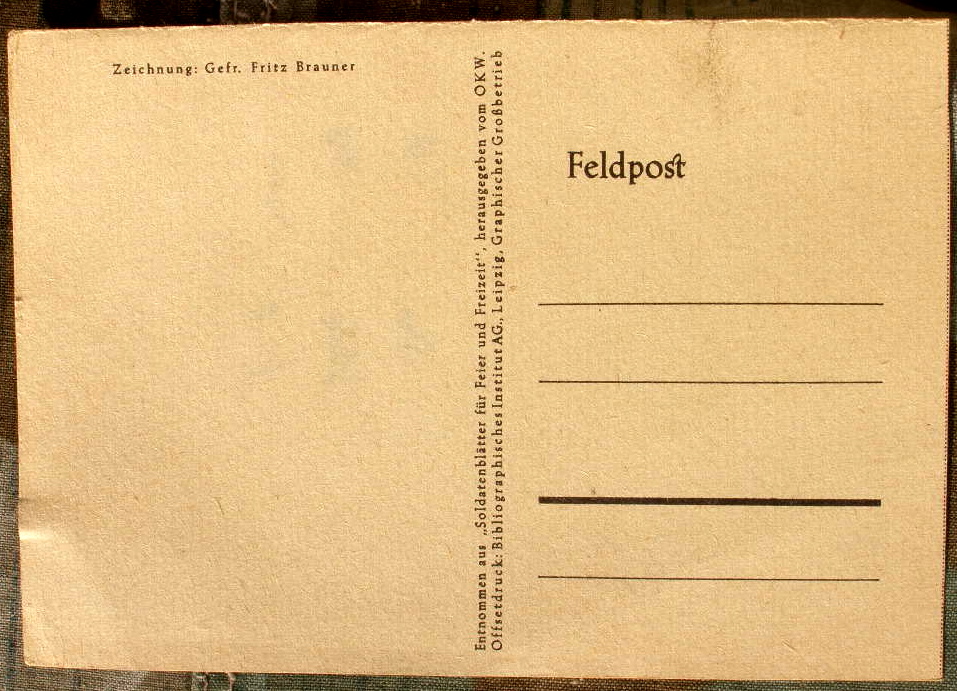 Zeichnung: Gefr. Fritz Brauner
Entnommen aus „Soldatenblätter für Feier und Freizeit“, herausgegeben vom OKW.
Offsetdruck: Bibliographisches Institut AG., Leipzig, Graphischer Großbetrieb
Feldpost